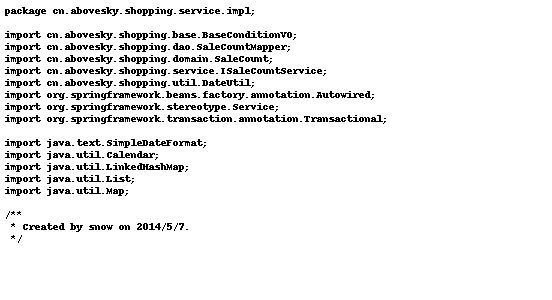 package cn.abovesky.shopping.service.impl;

import cn.abovesky.shopping.base.BaseConditionVO;
import cn.abovesky.shopping.dao.SaleCountMapper;
import cn.abovesky.shopping.domain.SaleCount;
import cn.abovesky.shopping.service.ISaleCountService;
import cn.abovesky.shopping.util.DateUtil;
import org.springframework.beans.factory.annotation.Autowired;
import org.springframework.stereotype.Service;
import org.springframework.transaction.annotation.Transactional;

import java.text.SimpleDateFormat;
import java.util.Calendar;
import java.util.LinkedHashMap;
import java.util.List;
import java.util.Map;

/**
 * Created by snow on 2014/5/7.
 */